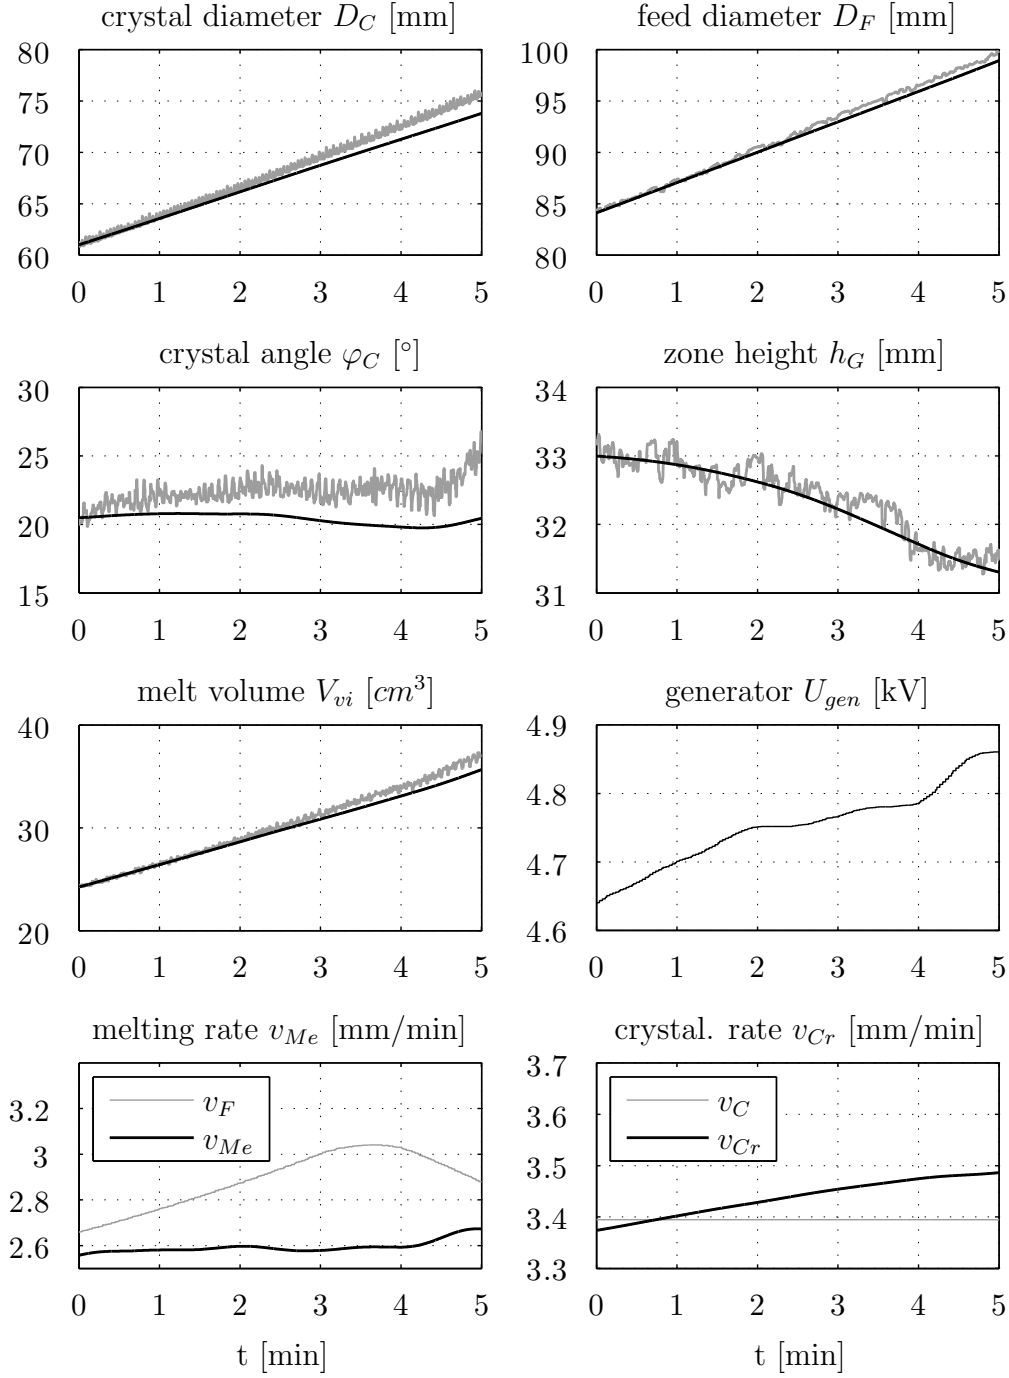 crystal diameter D_C [mm]
80
75
70
65
60
0 1 2 3 4 5
feed diameter D_F [mm]
100
95
90
85
80
0 1 2 3 4 5
crystal angle φ_C [°]
30
25
20
15
0 1 2 3 4 5
zone height h_G [mm]
34
33
32
31
0 1 2 3 4 5
melt volume V_vi [cm³]
40
30
20
0 1 2 3 4 5
generator U_gen [kV]
4.9
4.8
4.7
4.6
0 1 2 3 4 5
melting rate v_Me [mm/min]
v_F
v_Me
3.2
3
2.8
2.6
0 1 2 3 4 5
t [min]
crystal. rate v_Cr [mm/min]
v_C
v_Cr
3.7
3.6
3.5
3.4
3.3
0 1 2 3 4 5
t [min]